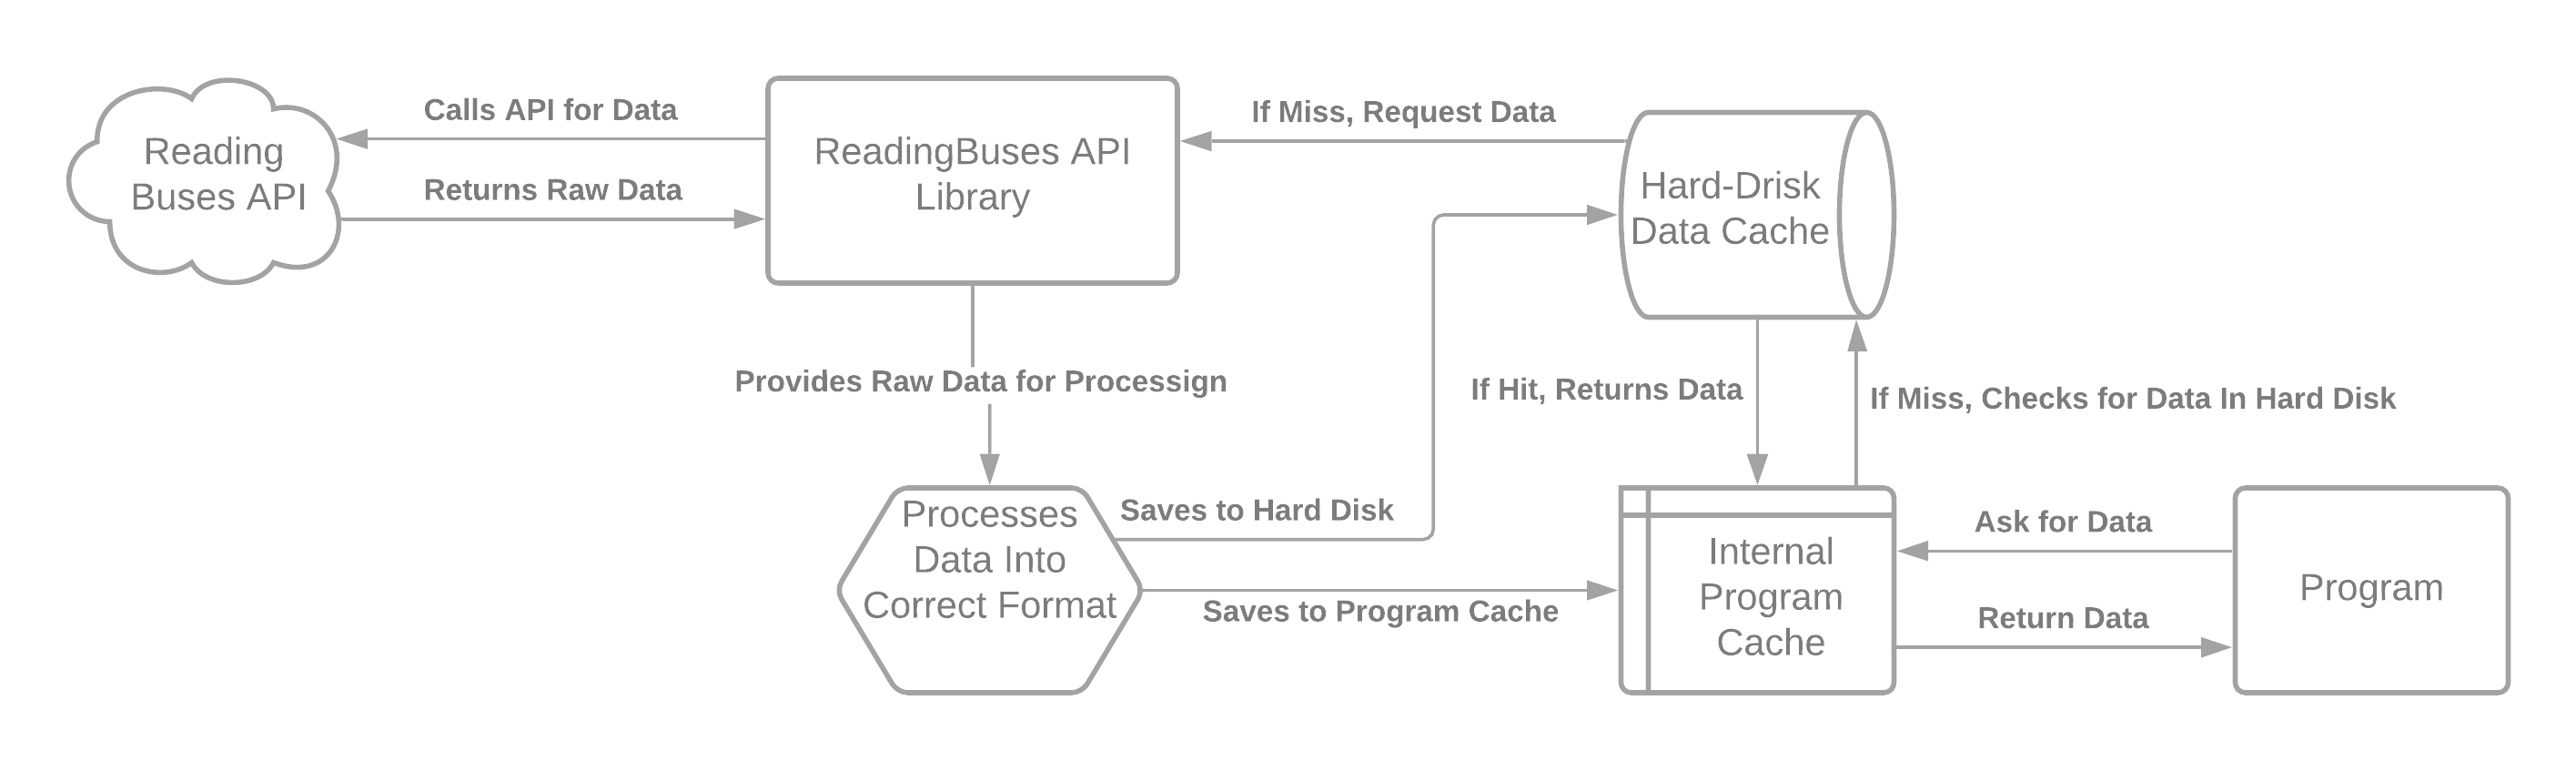 Calls API for Data
Reading
Buses API
Returns Raw Data
ReadingBuses API
Library
If Miss, Request Data
Hard-Drisk
Data Cache
Provides Raw Data for Processign
If Hit, Returns Data
If Miss, Checks for Data In Hard Disk
Processes
Data Into
Correct Format
Saves to Hard Disk
Saves to Program Cache
Internal
Program
Cache
Ask for Data
Return Data
Program